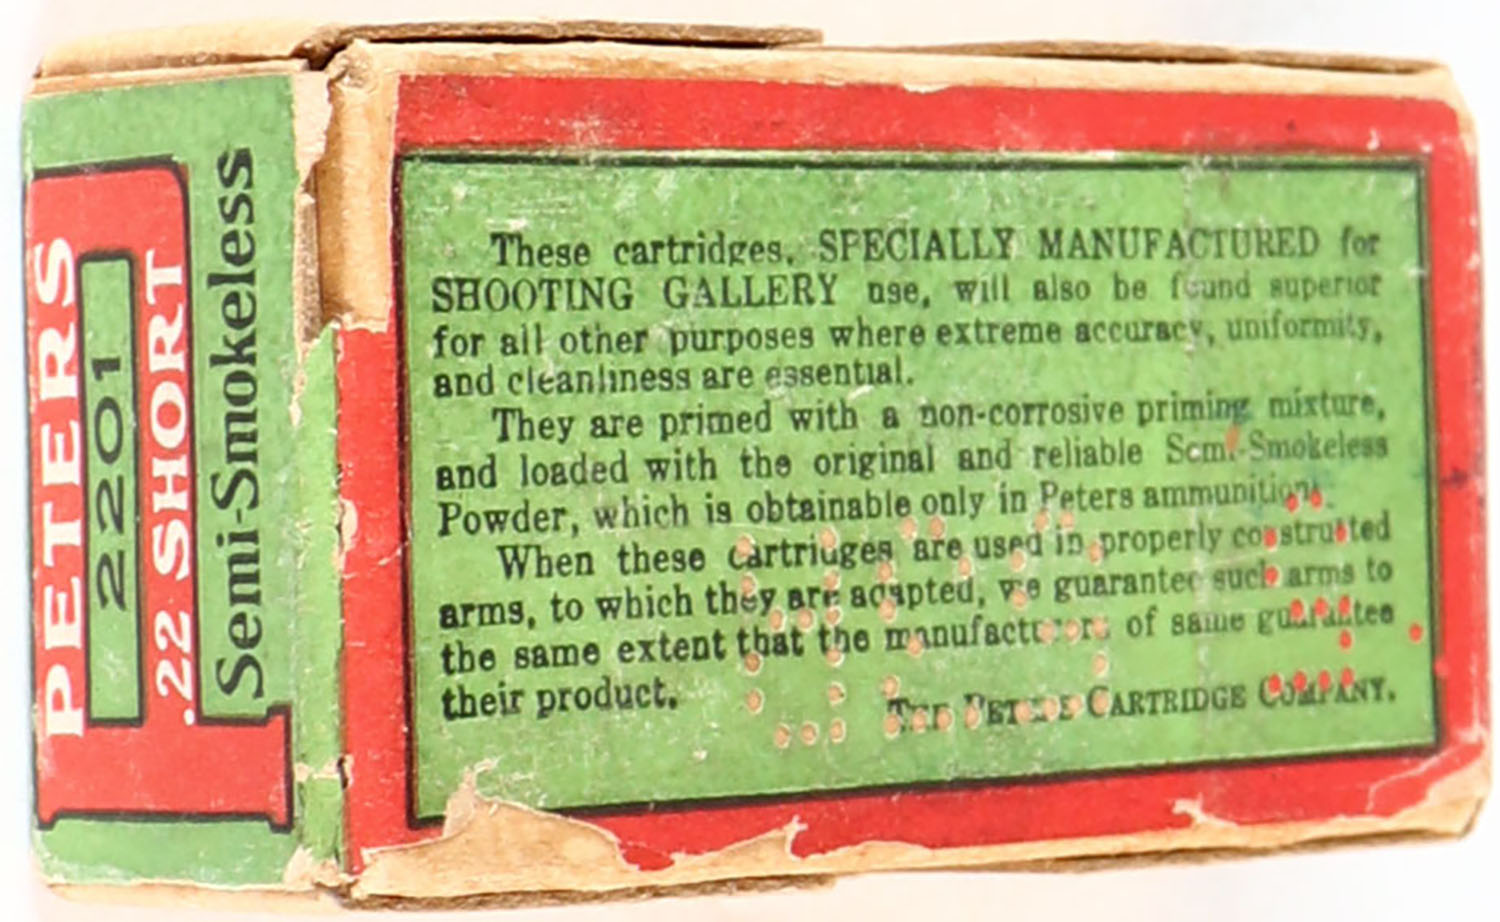 PETERS
2201
.22 SHORT
Semi-Smokeless
These cartridges, SPECIALLY MANUFACTURED for
SHOOTING GALLERY use, will also be found superior
for all other purposes where extreme accuracy, uniformity,
and cleanliness are essential.
They are primed with a non-corrosive priming mixture,
and loaded with the original and reliable Semi-Smokeless
Powder, which is obtainable only in Peters ammunition.
When these cartridges are used in properly constructed
arms, to which they are adapted, we guarantee such arms to
the same extent that the manufacturers of same guarantee
their product.
THE PETERS CARTRIDGE COMPANY.